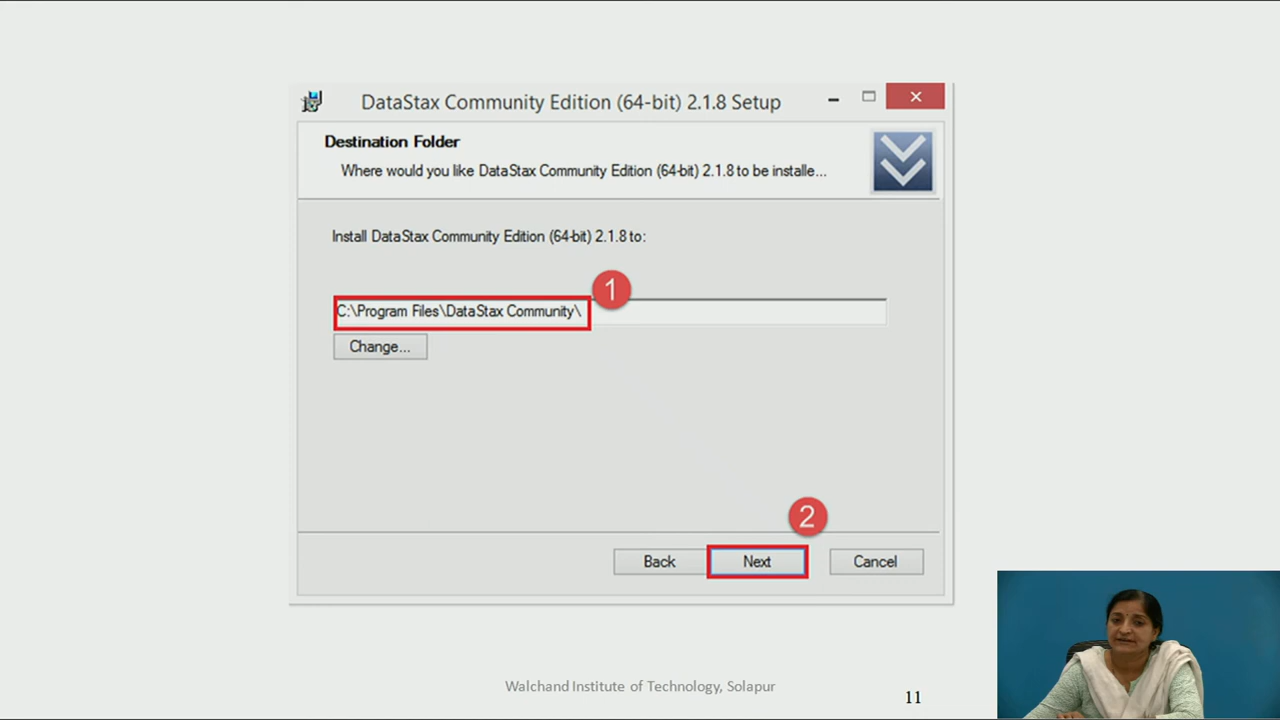 DataStax Community Edition (64-bit) 2.1.8 Setup
Destination Folder
Where would you like DataStax Community Edition (64-bit) 2.1.8 to be installe...
Install DataStax Community Edition (64-bit) 2.1.8 to:
1
C:\Program Files\DataStax Community\
Change...
2
Back Next Cancel
Walchand Institute of Technology, Solapur
11